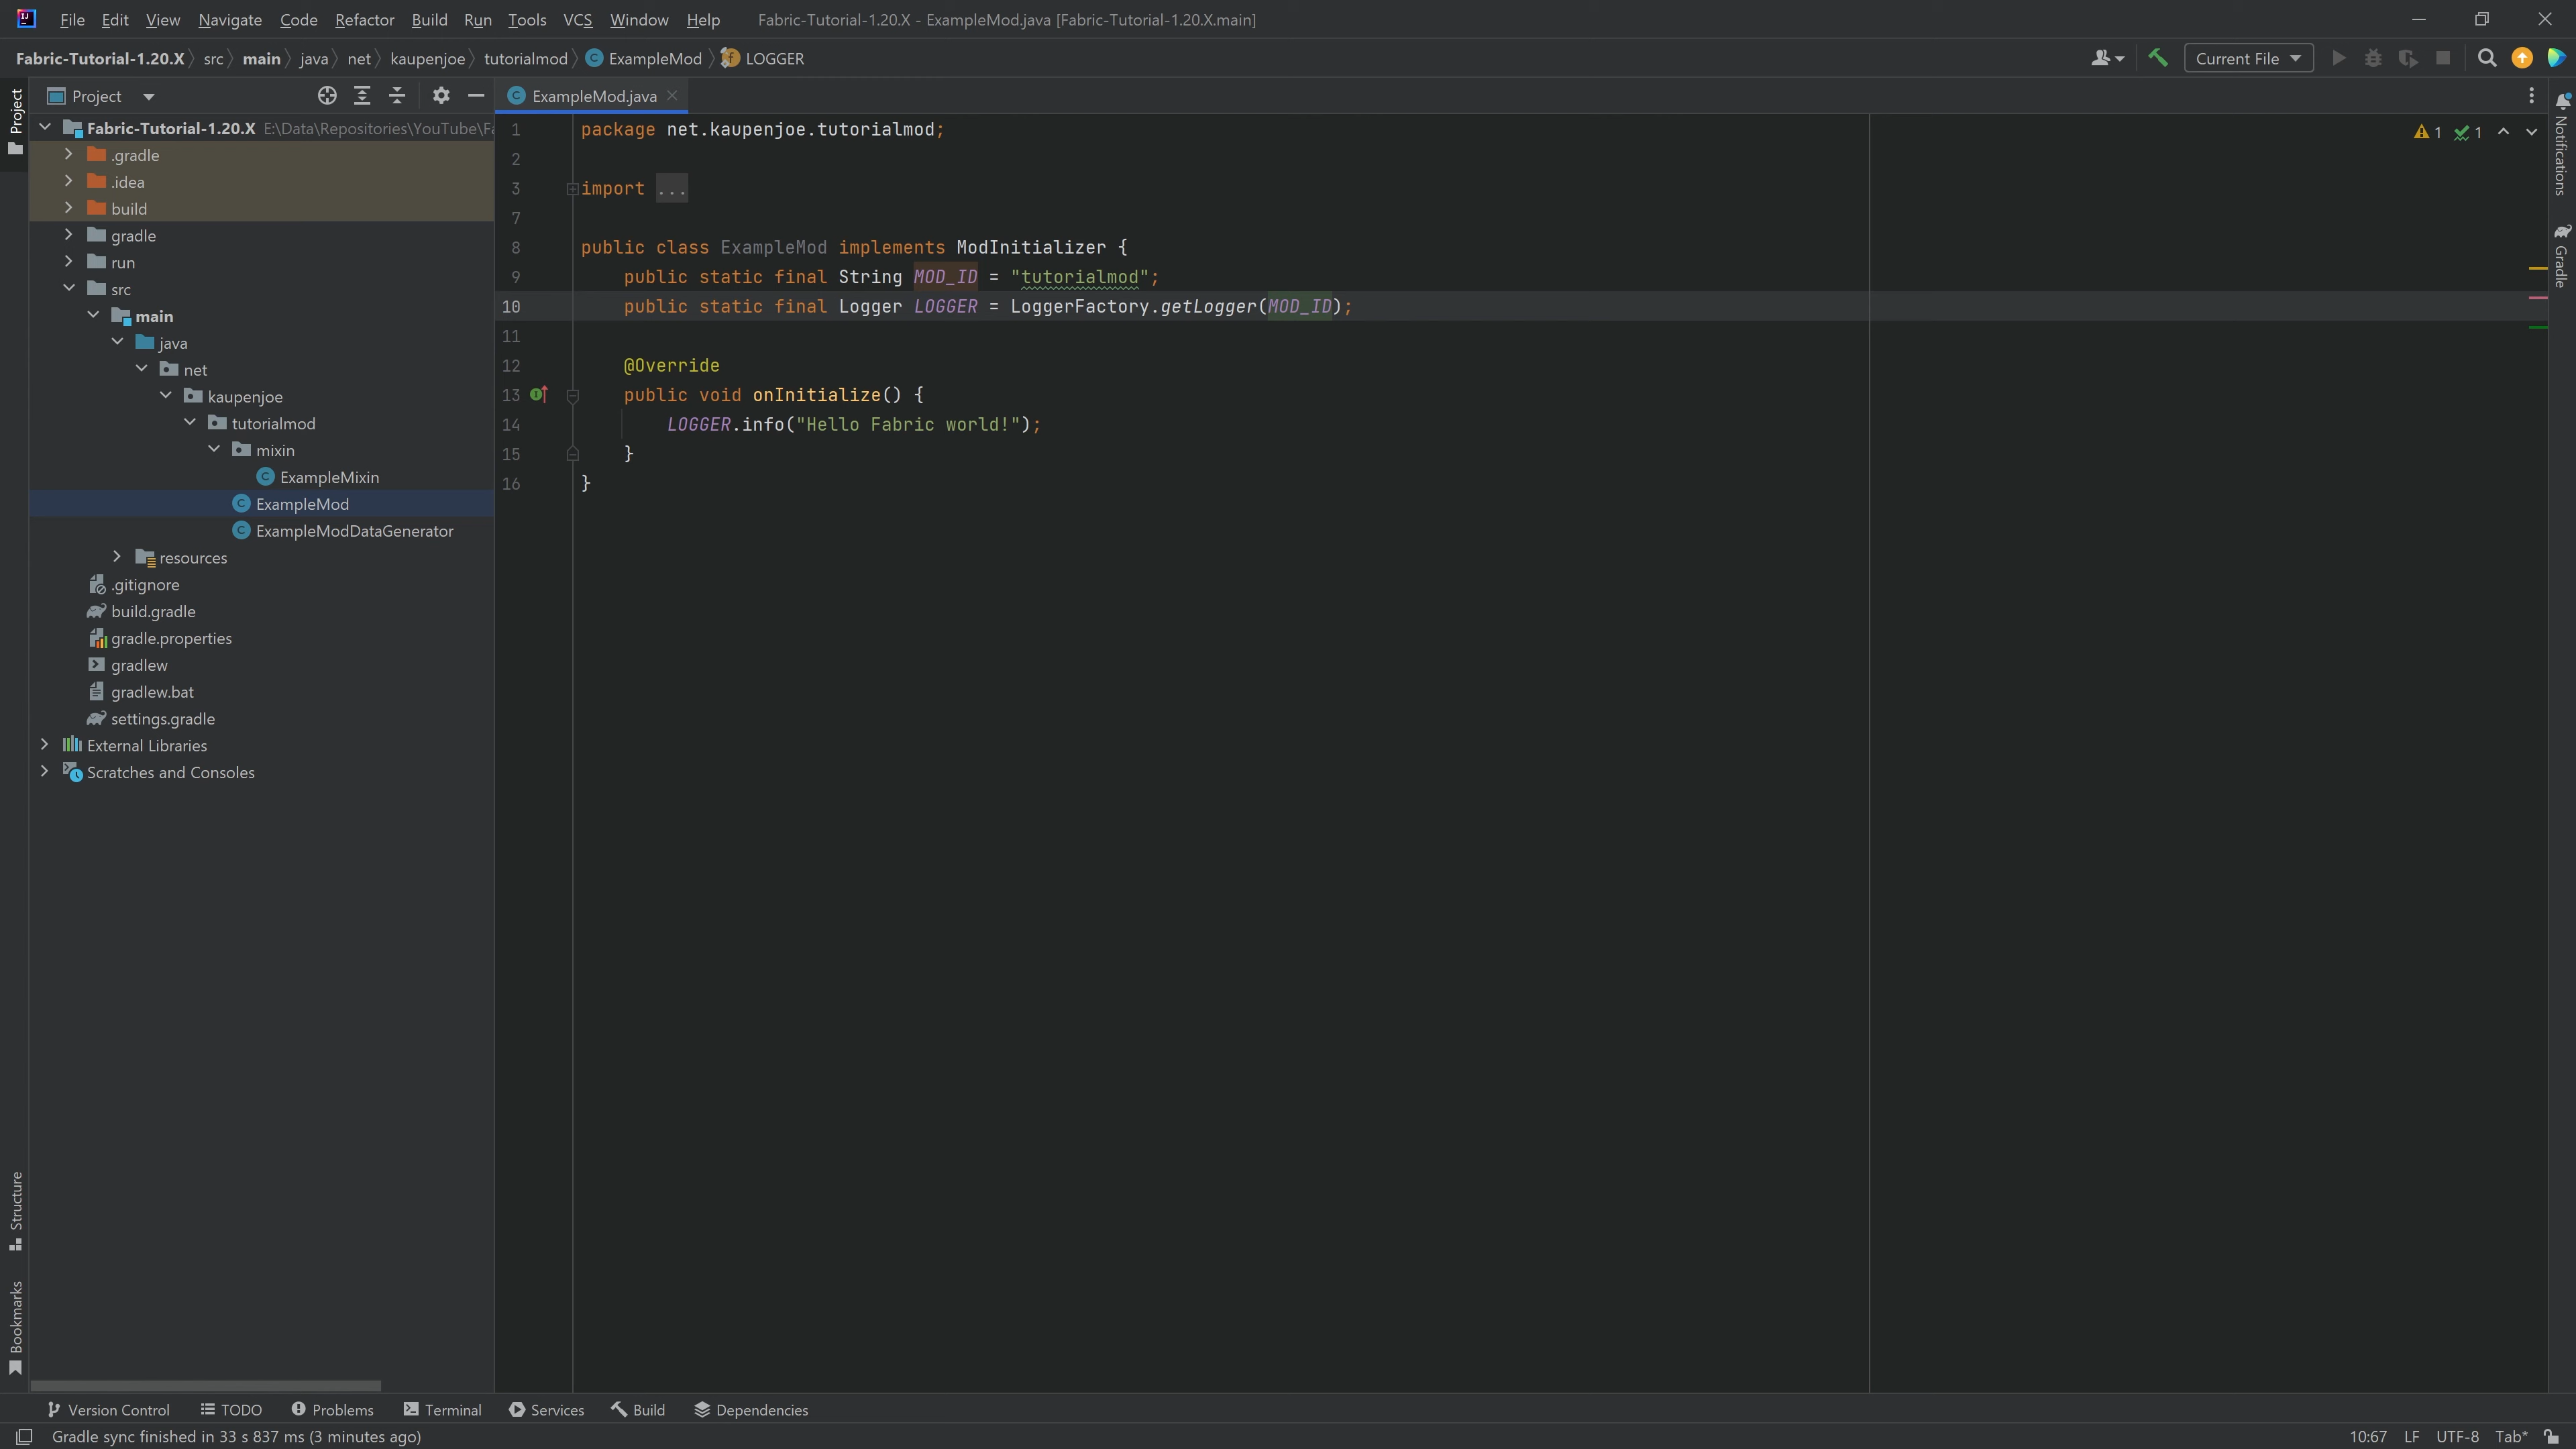 File Edit View Navigate Code Refactor Build Run Tools VCS Window Help Fabric-Tutorial-1.20.X - ExampleMod.java [Fabric-Tutorial-1.20.X.main]
Fabric-Tutorial-1.20.X src main java net kaupenjoe tutorialmod ExampleMod LOGGER Current File
Project
Project
ExampleMod.java
Fabric-Tutorial-1.20.X E:\Data\Repositories\YouTube\Fa
.gradle
.idea
build
gradle
run
src
main
java
net
kaupenjoe
tutorialmod
mixin
ExampleMixin
ExampleMod
ExampleModDataGenerator
resources
.gitignore
build.gradle
gradle.properties
gradlew
gradlew.bat
settings.gradle
External Libraries
Scratches and Consoles
1 package net.kaupenjoe.tutorialmod;
2
3 import ...
7
8 public class ExampleMod implements ModInitializer {
9 public static final String MOD_ID = "tutorialmod";
10 public static final Logger LOGGER = LoggerFactory.getLogger(MOD_ID);
11
12 @Override
13 public void onInitialize() {
14 LOGGER.info("Hello Fabric world!");
15 }
16 }
1 1
Notifications
Gradle
Structure
Bookmarks
Version Control TODO Problems Terminal Services Build Dependencies
Gradle sync finished in 33 s 837 ms (3 minutes ago) 10:67 LF UTF-8 Tab*